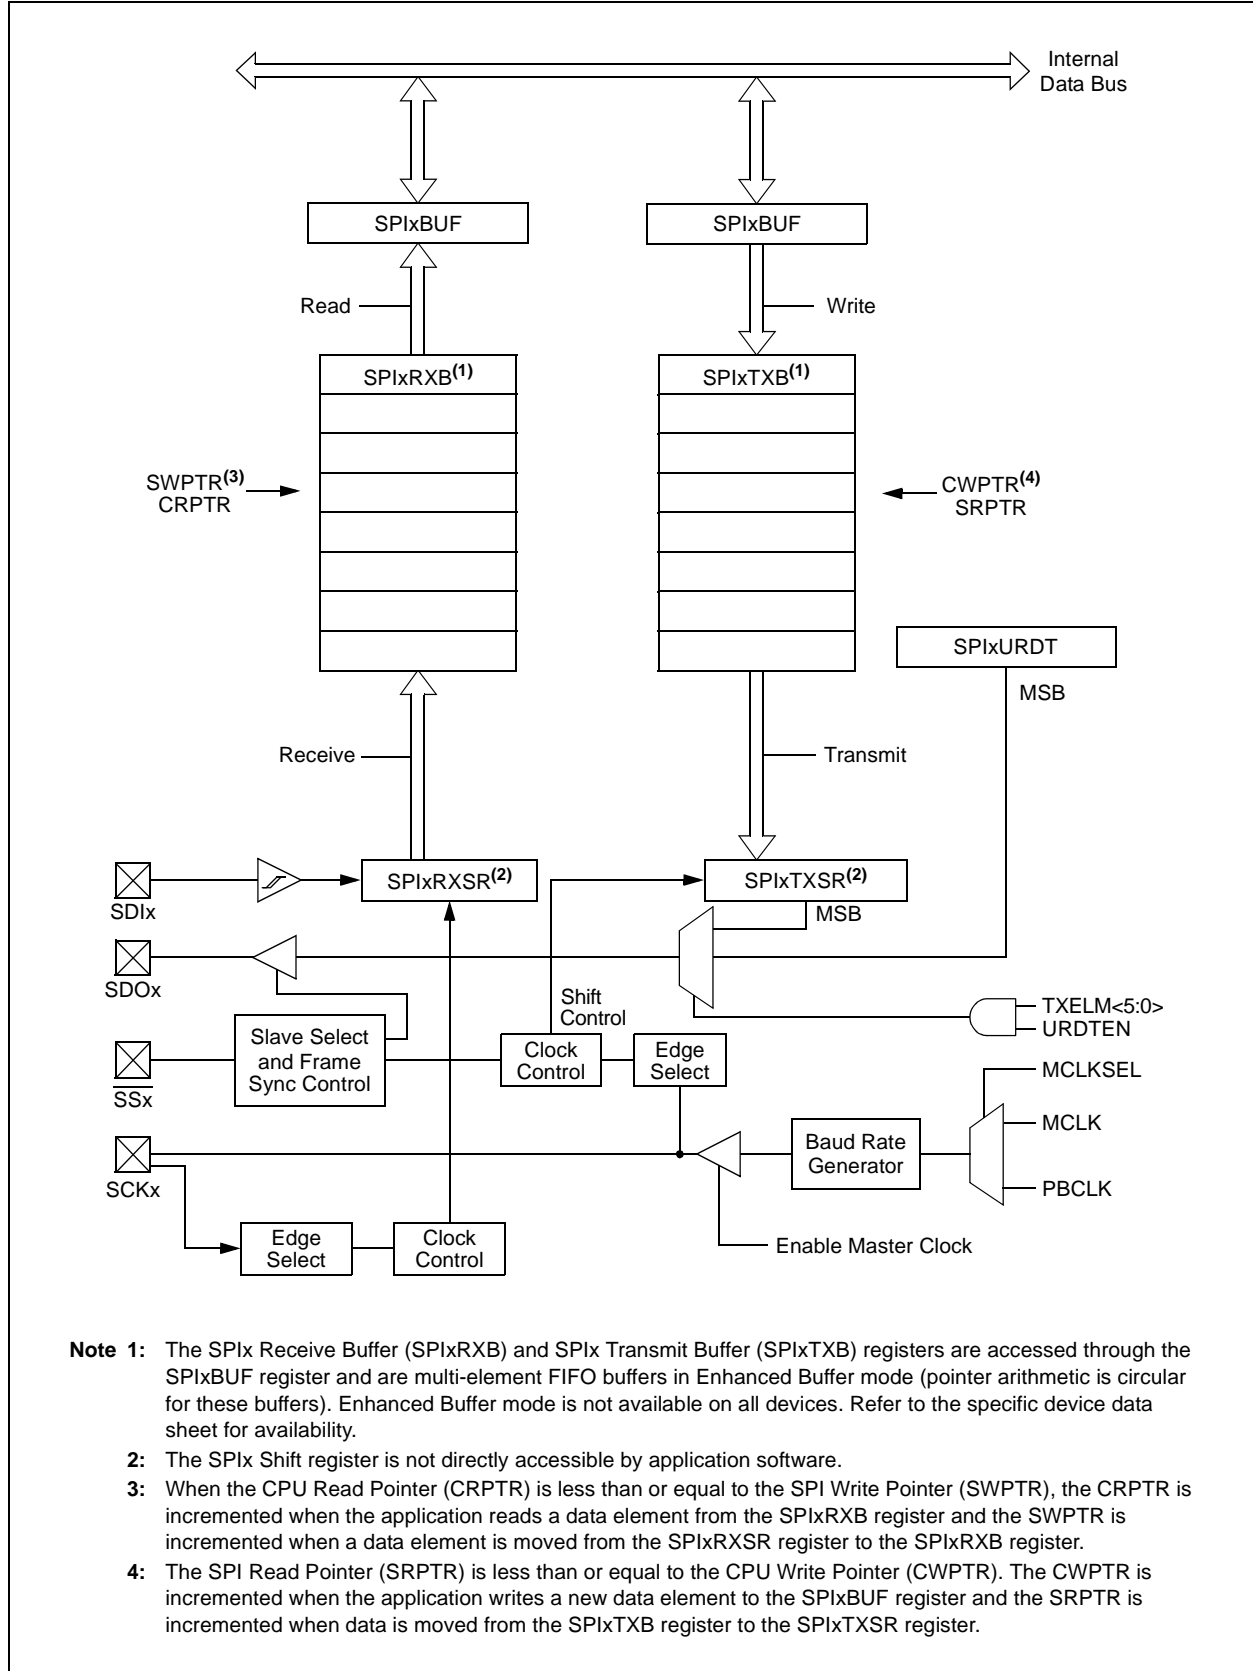 Internal
Data Bus
SPIxBUF
SPIxBUF
Read
Write
SPIxRXB(1)
SPIxTXB(1)
SWPTR(3)
CRPTR
CWPTR(4)
SRPTR
SPIxURDT
MSB
Receive
Transmit
SPIxRXSR(2)
SPIxTXSR(2)
SDIx
MSB
SDOx
Shift
Control
TXELM<5:0>
URDTEN
Slave Select
and Frame
Sync Control
Clock
Control
Edge
Select
SSx
MCLKSEL
MCLK
Baud Rate
Generator
SCKx
PBCLK
Edge
Select
Clock
Control
Enable Master Clock
Note 1: The SPIx Receive Buffer (SPIxRXB) and SPIx Transmit Buffer (SPIxTXB) registers are accessed through the
SPIxBUF register and are multi-element FIFO buffers in Enhanced Buffer mode (pointer arithmetic is circular
for these buffers). Enhanced Buffer mode is not available on all devices. Refer to the specific device data
sheet for availability.
2: The SPIx Shift register is not directly accessible by application software.
3: When the CPU Read Pointer (CRPTR) is less than or equal to the SPI Write Pointer (SWPTR), the CRPTR is
incremented when the application reads a data element from the SPIxRXB register and the SWPTR is
incremented when a data element is moved from the SPIxRXSR register to the SPIxRXB register.
4: The SPI Read Pointer (SRPTR) is less than or equal to the CPU Write Pointer (CWPTR). The CWPTR is
incremented when the application writes a new data element to the SPIxBUF register and the SRPTR is
incremented when data is moved from the SPIxTXB register to the SPIxTXSR register.